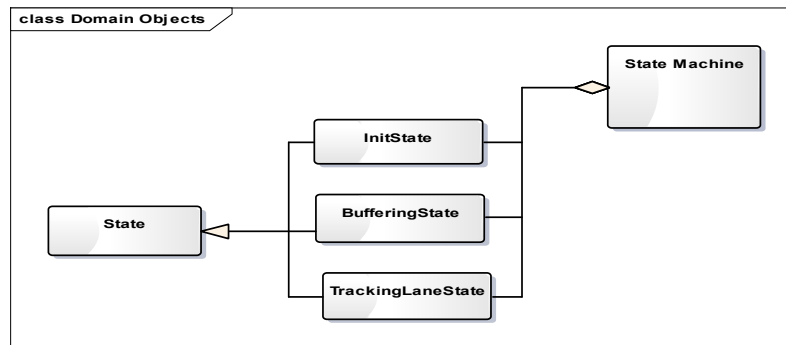 class Domain Objects
State Machine
InitState
BufferingState
State
TrackingLaneState